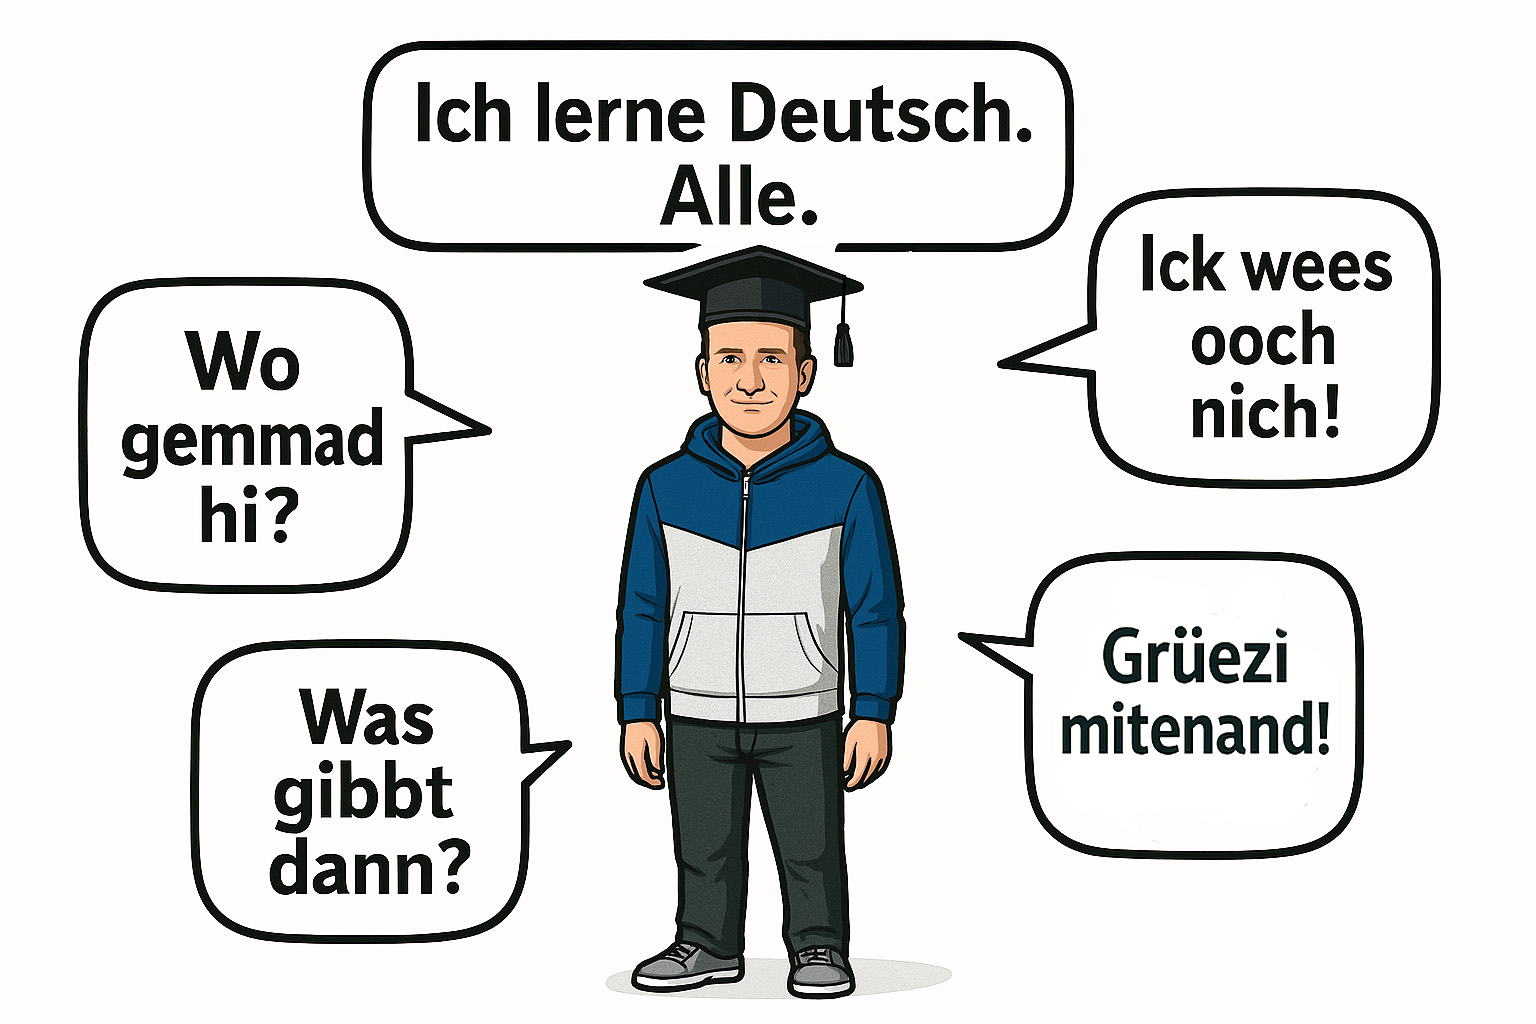 Ich lerne Deutsch.
Alle.
Wo
gemmad
hi?
Ick wees
ooch
nich!
Was
gibbt
dann?
Grüezi
mitenand!